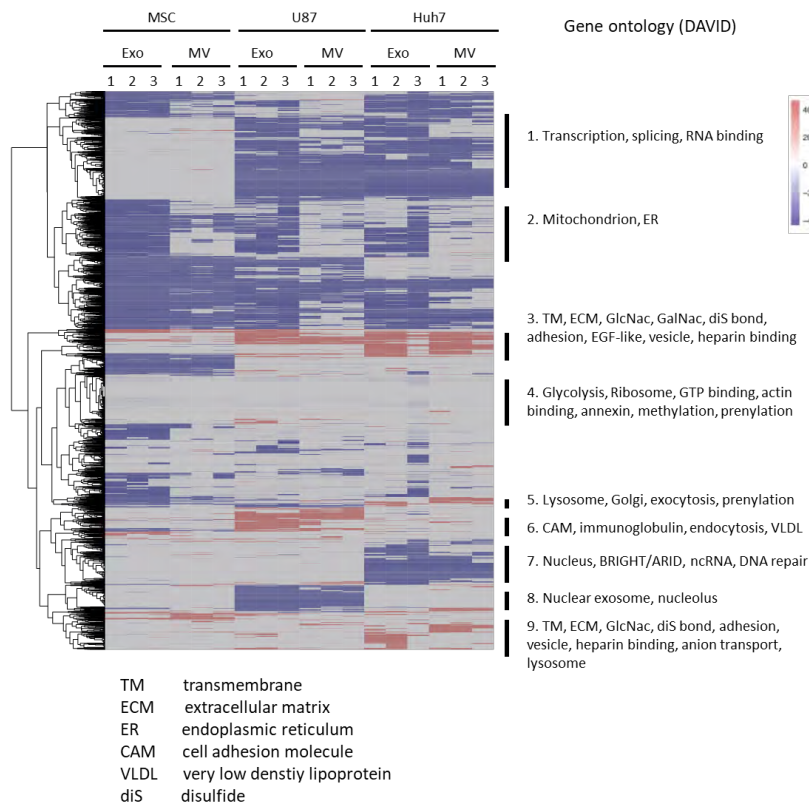 MSC U87 Huh7
Gene ontology (DAVID)
Exo MV Exo MV Exo MV
1 2 3 1 2 3 1 2 3 1 2 3 1 2 3 1 2 3
1. Transcription, splicing, RNA binding
2. Mitochondrion, ER
3. TM, ECM, GlcNac, GalNac, diS bond,
adhesion, EGF-like, vesicle, heparin binding
4. Glycolysis, Ribosome, GTP binding, actin
binding, annexin, methylation, prenylation
5. Lysosome, Golgi, exocytosis, prenylation
6. CAM, immunoglobulin, endocytosis, VLDL
7. Nucleus, BRIGHT/ARID, ncRNA, DNA repair
8. Nuclear exosome, nucleolus
9. TM, ECM, GlcNac, diS bond, adhesion,
vesicle, heparin binding, anion transport,
lysosome
TM transmembrane
ECM extracellular matrix
ER endoplasmic reticulum
CAM cell adhesion molecule
VLDL very low denstiy lipoprotein
diS disulfide